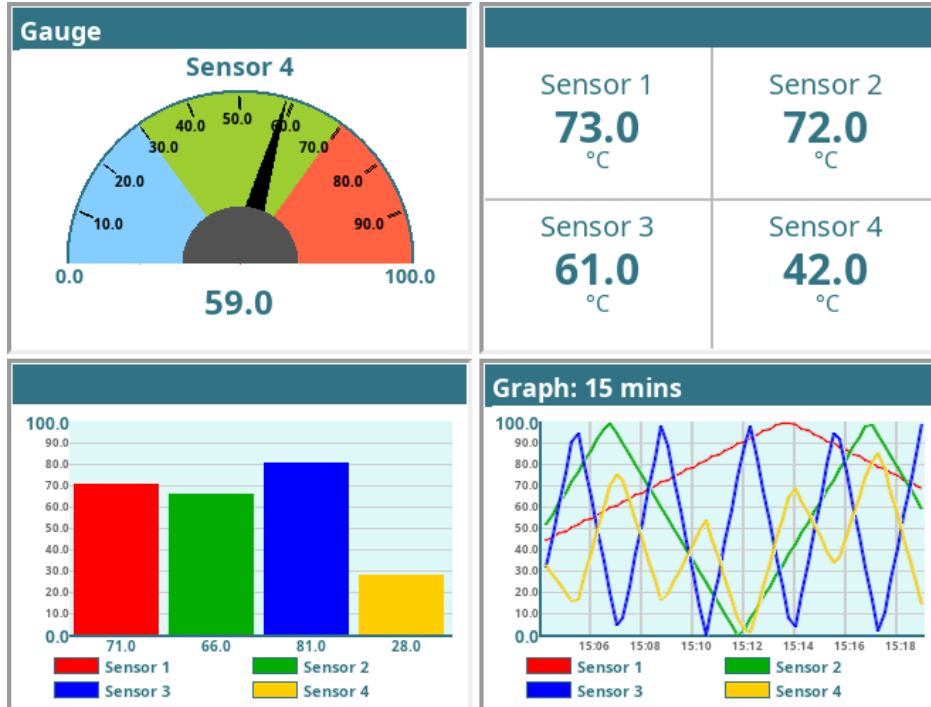 Gauge
Sensor 4
50.0
40.0 60.0
30.0 70.0
20.0 80.0
10.0 90.0
0.0 100.0
59.0
Sensor 1 Sensor 2
73.0 72.0
°C °C
Sensor 3 Sensor 4
61.0 42.0
°C °C
100.0
90.0
80.0
70.0
60.0
50.0
40.0
30.0
20.0
10.0
0.0
71.0 66.0 81.0 28.0
Sensor 1 Sensor 2
Sensor 3 Sensor 4
Graph: 15 mins
100.0
90.0
80.0
70.0
60.0
50.0
40.0
30.0
20.0
10.0
0.0
15:06 15:08 15:10 15:12 15:14 15:16 15:18
Sensor 1 Sensor 2
Sensor 3 Sensor 4